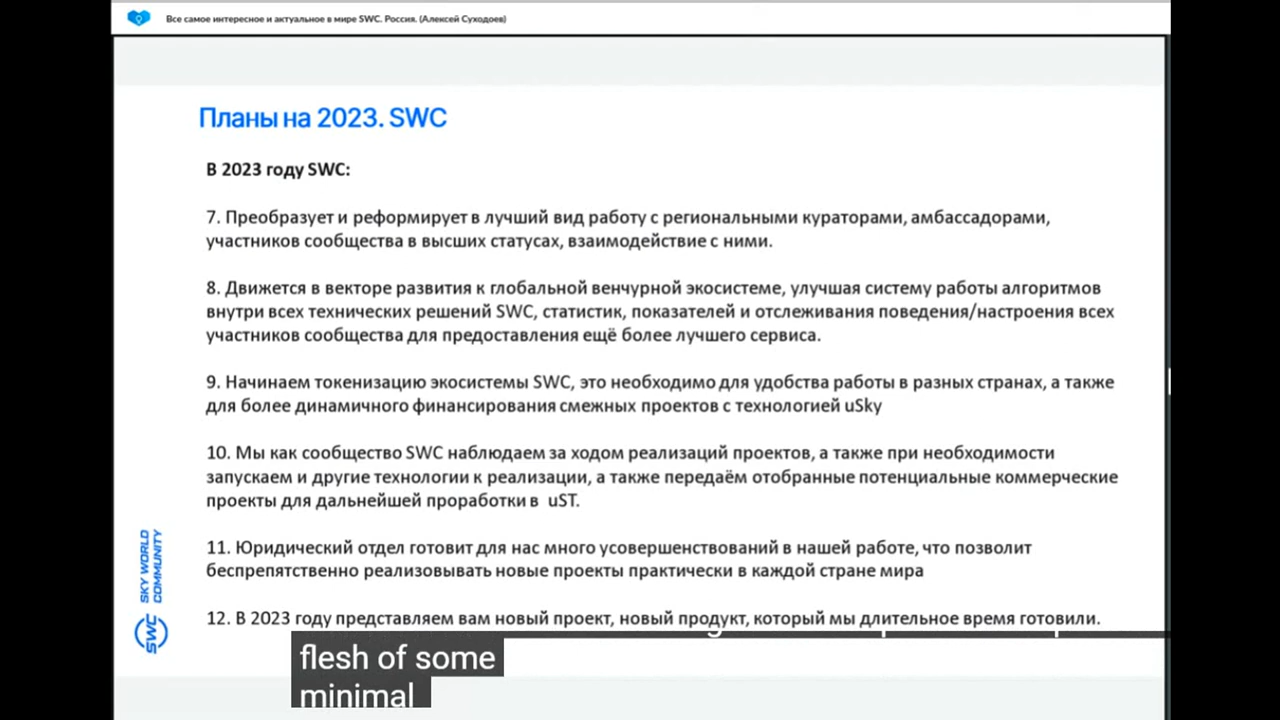 Все самое интересное и актуальное в мире SWC. Россия. (Алексей Суходоев)
Планы на 2023. SWC
В 2023 году SWC:
7. Преобразует и реформирует в лучший вид работу с региональными кураторами, амбассадорами,
участников сообщества в высших статусах, взаимодействие с ними.
8. Движется в векторе развития к глобальной венчурной экосистеме, улучшая систему работы алгоритмов
внутри всех технических решений SWC, статистик, показателей и отслеживания поведения/настроения всех
участников сообщества для предоставления ещё более лучшего сервиса.
9. Начинаем токенизацию экосистемы SWC, это необходимо для удобства работы в разных странах, а также
для более динамичного финансирования смежных проектов с технологией uSky
10. Мы как сообщество SWC наблюдаем за ходом реализаций проектов, а также при необходимости
запускаем и другие технологии к реализации, а также передаём отобранные потенциальные коммерческие
проекты для дальнейшей проработки в uST.
11. Юридический отдел готовит для нас много усовершенствований в нашей работе, что позволит
беспрепятственно реализовывать новые проекты практически в каждой стране мира
12. В 2023 году представляем вам новый проект, новый продукт, который мы длительное время готовили.
SWC
SKY WORLD
COMMUNITY
flesh of some
minimal